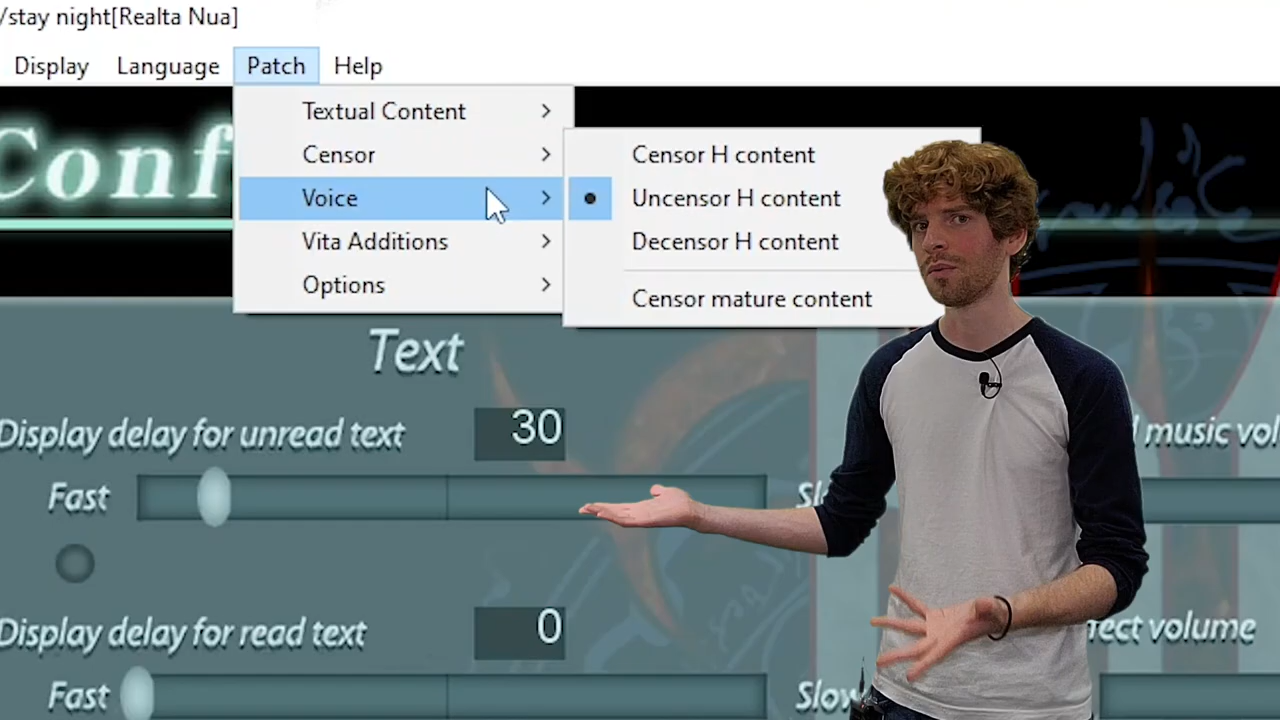 /stay night[Realta Nua]
Display Language Patch Help
Textual Content
Censor
Voice
Vita Additions
Options
Censor H content
Uncensor H content
Decensor H content
Censor mature content
Conf
Text
Display delay for unread text 30
Fast
music vol
Display delay for read text 0
Fast Slow
fect volume